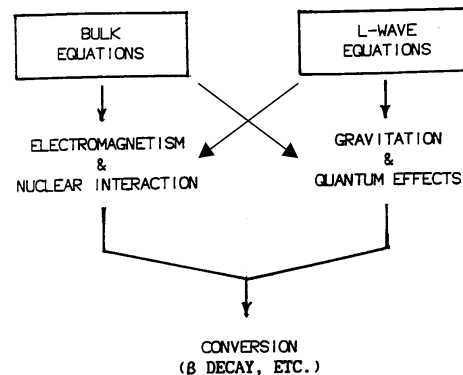 BULK
EQUATIONS
L-WAVE
EQUATIONS
ELECTROMAGNETISM
&
NUCLEAR INTERACTION
GRAVITATION
&
QUANTUM EFFECTS
CONVERSION
(β DECAY, ETC.)